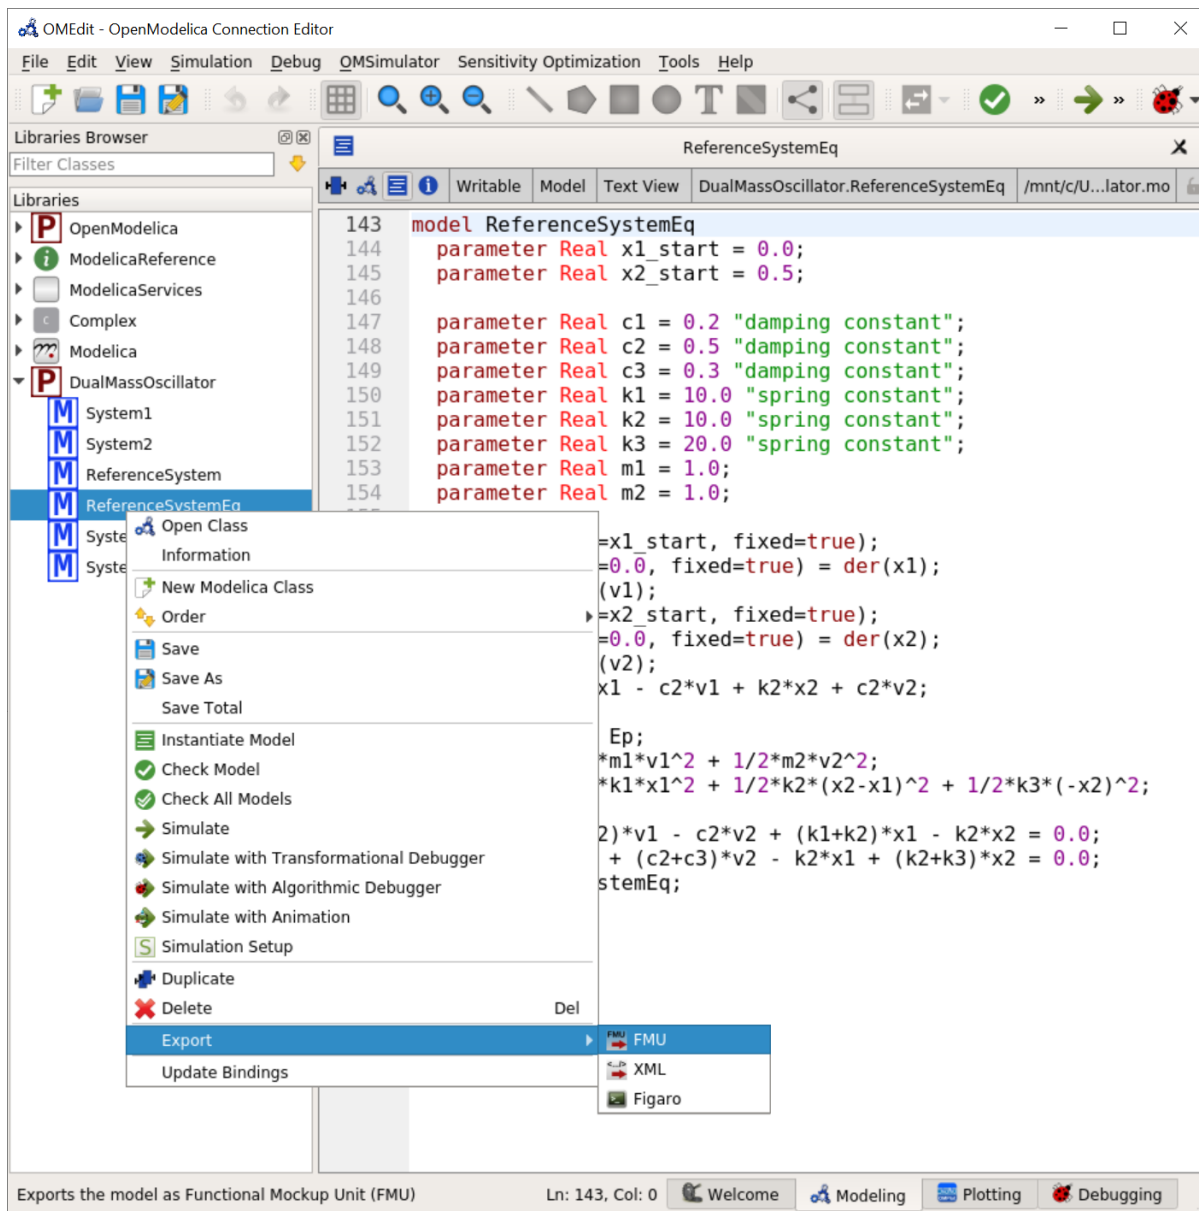 OMEdit - OpenModelica Connection Editor
File Edit View Simulation Debug OMSimulator Sensitivity Optimization Tools Help
Libraries Browser
Filter Classes
Libraries
OpenModelica
ModelicaReference
ModelicaServices
Complex
Modelica
DualMassOscillator
System1
System2
ReferenceSystem
ReferenceSystemEq
Syste
Syste
ReferenceSystemEq
Writable Model Text View DualMassOscillator.ReferenceSystemEq /mnt/c/U...lator.mo
143 model ReferenceSystemEq
144 parameter Real x1_start = 0.0;
145 parameter Real x2_start = 0.5;
146
147 parameter Real c1 = 0.2 "damping constant";
148 parameter Real c2 = 0.5 "damping constant";
149 parameter Real c3 = 0.3 "damping constant";
150 parameter Real k1 = 10.0 "spring constant";
151 parameter Real k2 = 10.0 "spring constant";
152 parameter Real k3 = 20.0 "spring constant";
153 parameter Real m1 = 1.0;
154 parameter Real m2 = 1.0;
=x1_start, fixed=true);
=0.0, fixed=true) = der(x1);
(v1);
=x2_start, fixed=true);
=0.0, fixed=true) = der(x2);
(v2);
x1 - c2*v1 + k2*x2 + c2*v2;
Ep;
*m1*v1^2 + 1/2*m2*v2^2;
*k1*x1^2 + 1/2*k2*(x2-x1)^2 + 1/2*k3*(-x2)^2;
2)*v1 - c2*v2 + (k1+k2)*x1 - k2*x2 = 0.0;
+ (c2+c3)*v2 - k2*x1 + (k2+k3)*x2 = 0.0;
stemEq;
Open Class
Information
New Modelica Class
Order
Save
Save As
Save Total
Instantiate Model
Check Model
Check All Models
Simulate
Simulate with Transformational Debugger
Simulate with Algorithmic Debugger
Simulate with Animation
Simulation Setup
Duplicate
Delete Del
Export
Update Bindings
FMU
XML
Figaro
Exports the model as Functional Mockup Unit (FMU) Ln: 143, Col: 0 Welcome Modeling Plotting Debugging